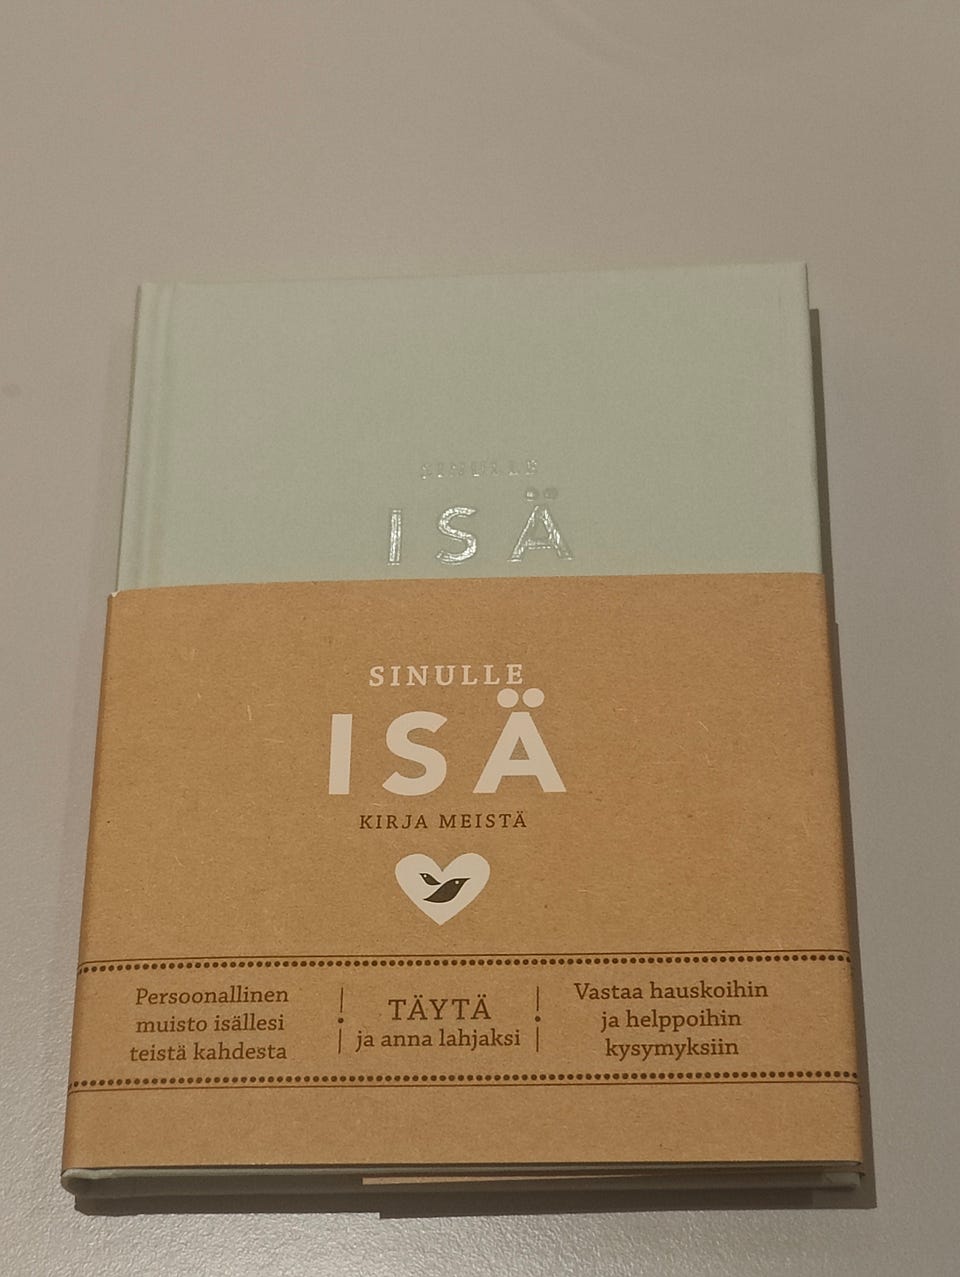 SINULLE
ISÄ
SINULLE
ISÄ
KIRJA MEISTÄ
Persoonallinen
muisto isällesi
teistä kahdesta
TÄYTÄ
ja anna lahjaksi
Vastaa hauskoihin
ja helppoihin
kysymyksiin